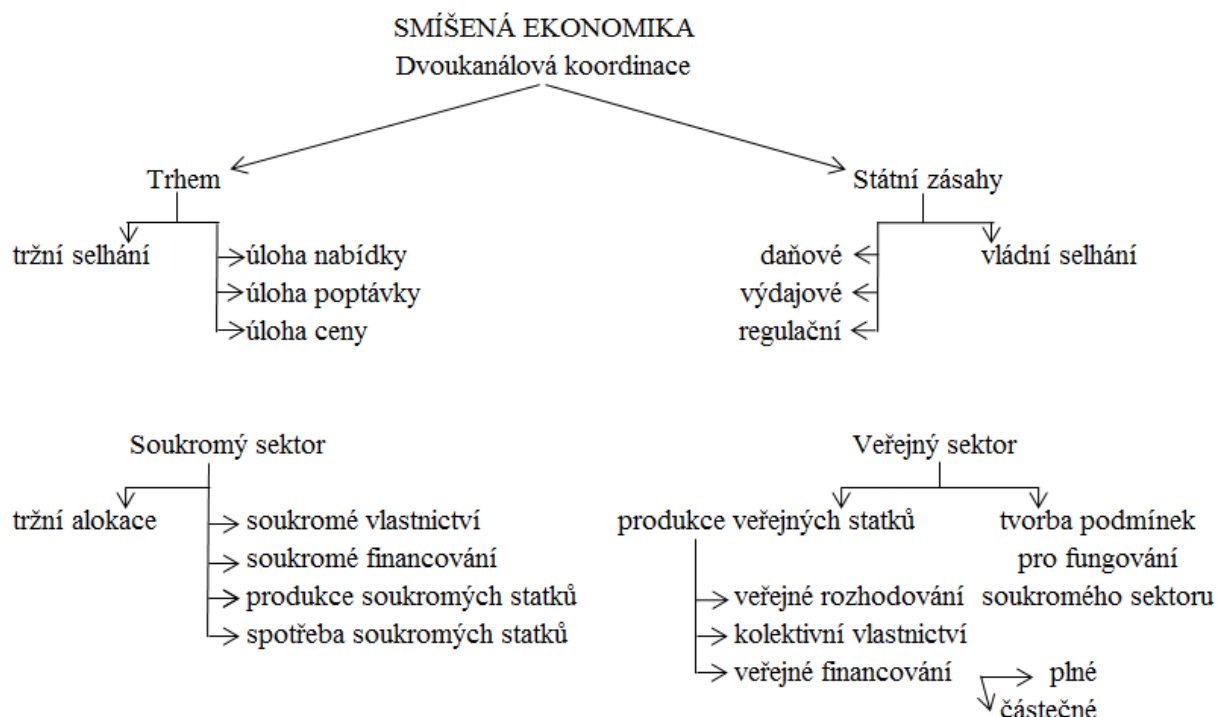 SMÍŠENÁ EKONOMIKA
Dvoukanálová koordinace
Trhem
Státní zásahy
tržní selhání
úloha nabídky
úloha poptávky
úloha ceny
daňové
výdajové
regulační
vládní selhání
Soukromý sektor
Veřejný sektor
tržní alokace
soukromé vlastnictví
soukromé financování
produkce soukromých statků
spotřeba soukromých statků
produkce veřejných statků
veřejné rozhodování
kolektivní vlastnictví
veřejné financování
plné
částečné
tvorba podmínek
pro fungování
soukromého sektoru